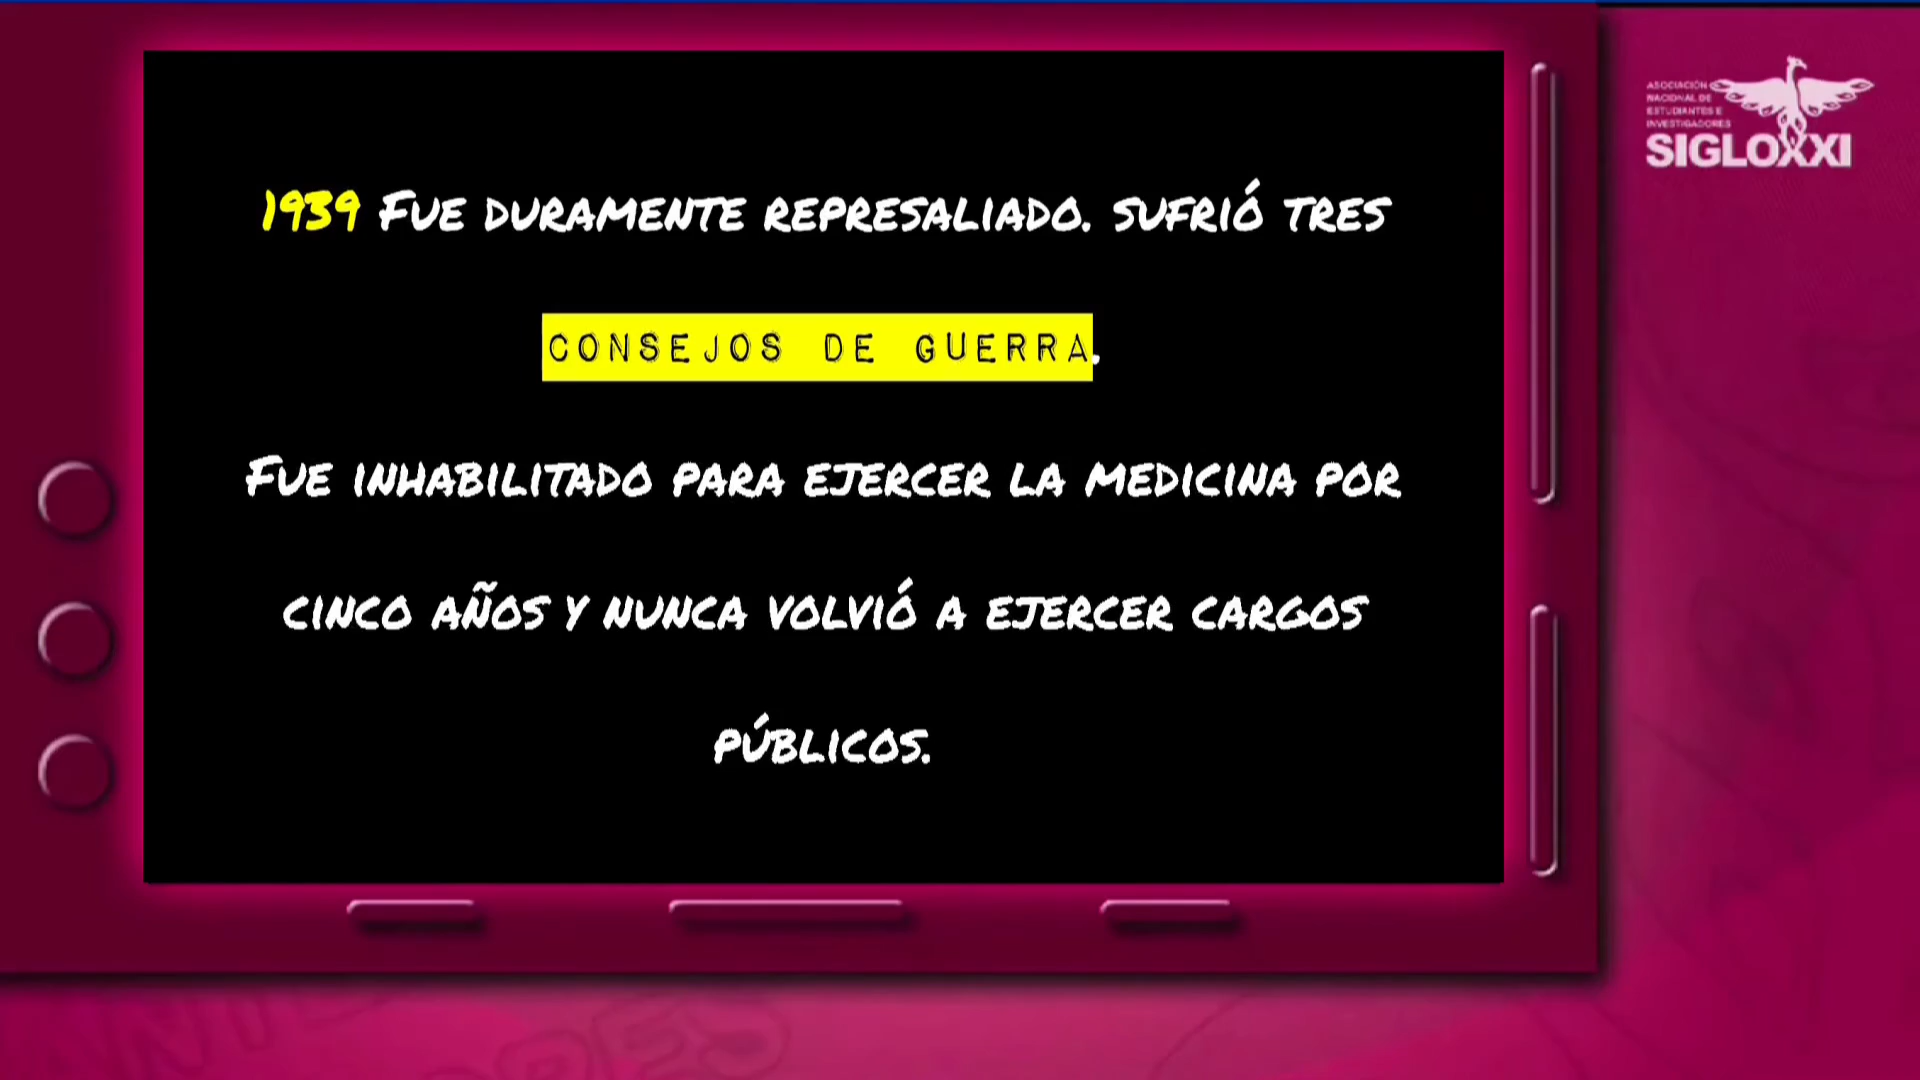 1939 Fue duramente represaliado. sufrió tres
CONSEJOS DE GUERRA.
Fue inhabilitado para ejercer la medicina por
cinco años y nunca volvió a ejercer cargos
públicos.
ASOCIACIÓN
NACIONAL DE
ESTUDIANTES E
INVESTIGADORES
SIGLOXXI